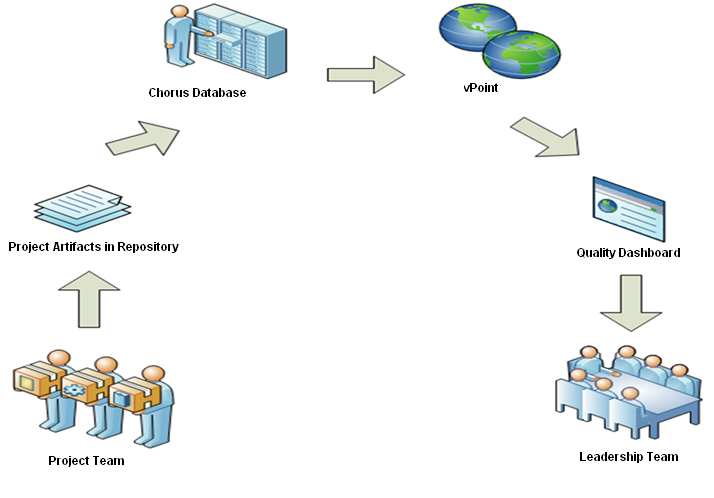 Chorus Database
vPoint
Project Artifacts in Repository
Quality Dashboard
Project Team
Leadership Team